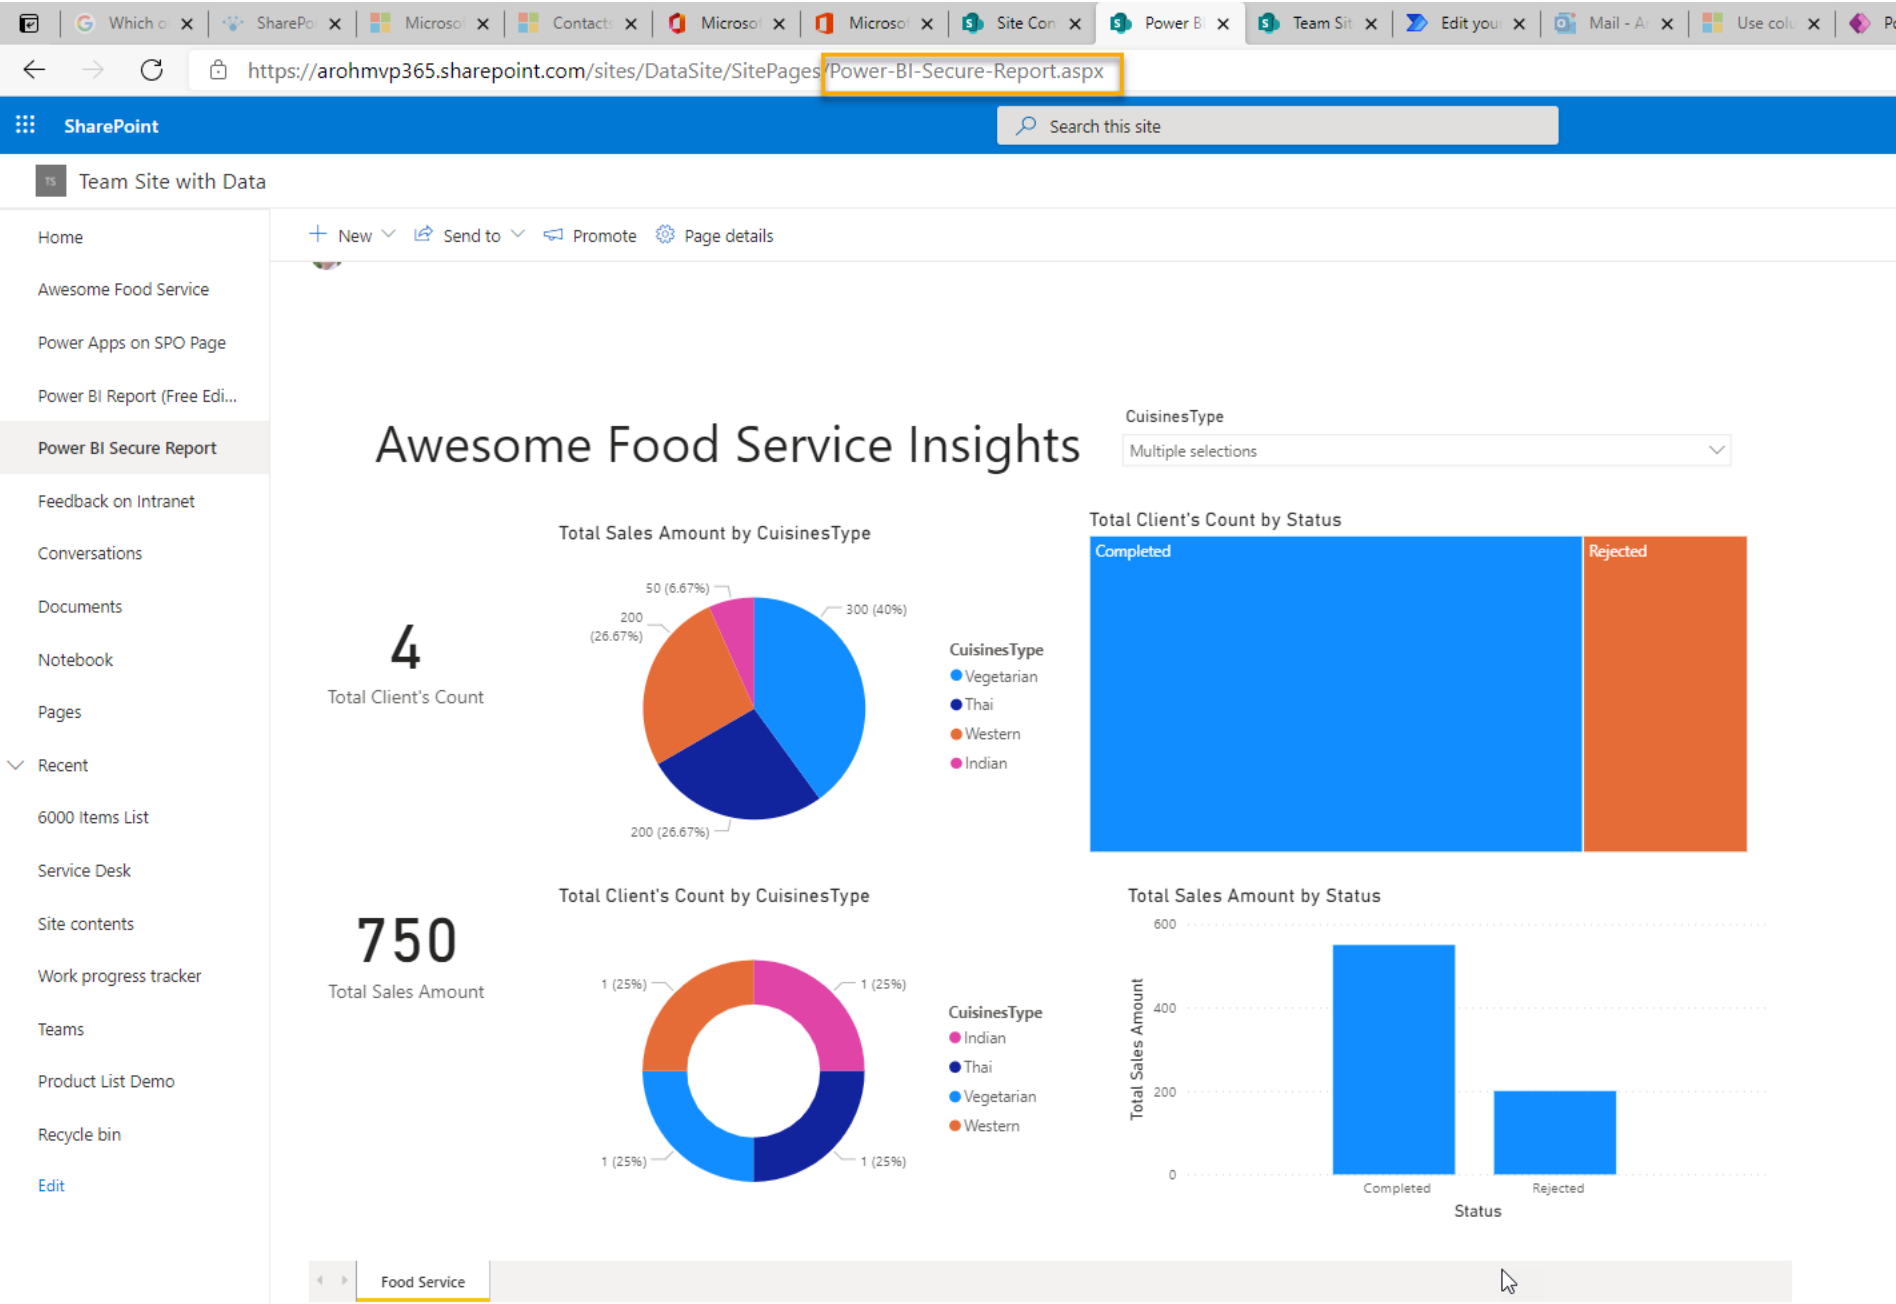 Which o
SharePoi
Microsof
Contacts
Microsof
Microsof
Site Con
Power B
Team Sit
Edit you
Mail - A
Use colu
https://arohmvp365.sharepoint.com/sites/DataSite/SitePages/Power-BI-Secure-Report.aspx
SharePoint
Search this site
TS
Team Site with Data
Home
Awesome Food Service
Power Apps on SPO Page
Power BI Report (Free Edi...
Power BI Secure Report
Feedback on Intranet
Conversations
Documents
Notebook
Pages
Recent
6000 Items List
Service Desk
Site contents
Work progress tracker
Teams
Product List Demo
Recycle bin
Edit
New
Send to
Promote
Page details
Awesome Food Service Insights
CuisinesType
Multiple selections
4
Total Client's Count
Total Sales Amount by CuisinesType
50 (6.67%)
200
(26.67%)
300 (40%)
200 (26.67%)
CuisinesType
Vegetarian
Thai
Western
Indian
Total Client's Count by Status
Completed
Rejected
750
Total Sales Amount
Total Client's Count by CuisinesType
1 (25%)
1 (25%)
1 (25%)
1 (25%)
CuisinesType
Indian
Thai
Vegetarian
Western
Total Sales Amount by Status
Total Sales Amount
600
400
200
0
Completed
Rejected
Status
Food Service